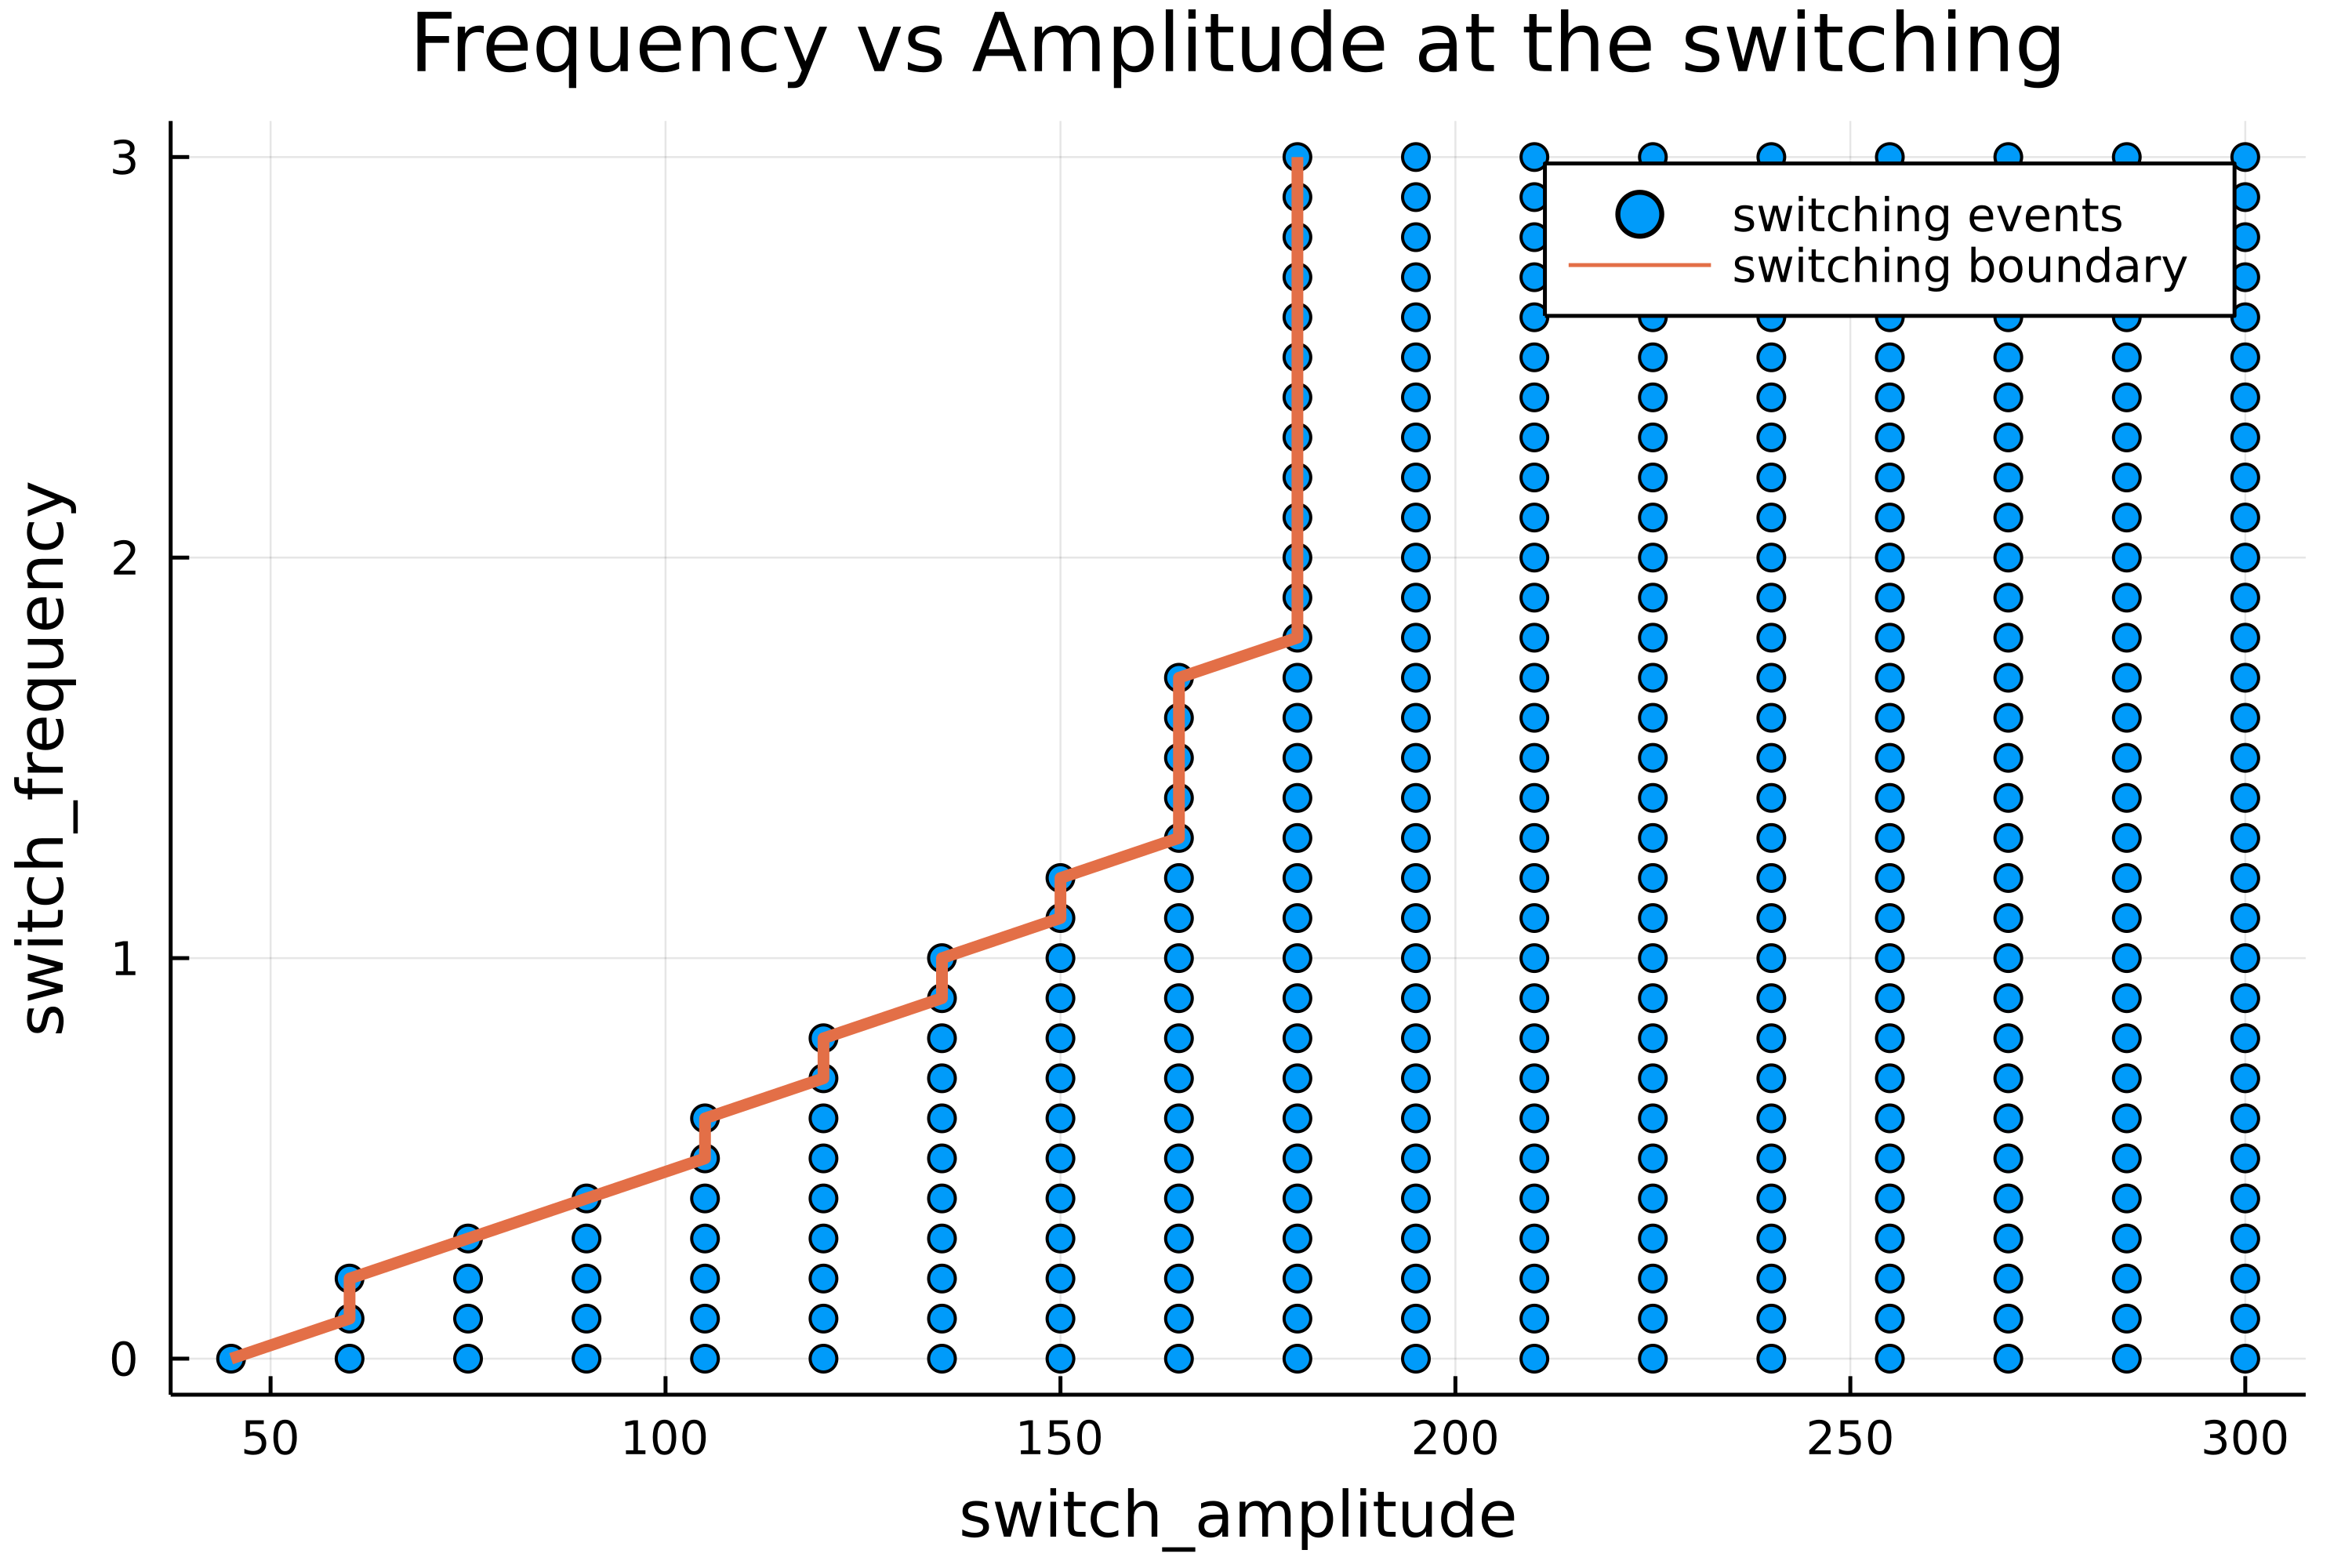 Frequency vs Amplitude at the switching
switching events
switching boundary
switch_frequency
3
2
1
0
50 100 150 200 250 300
switch_amplitude